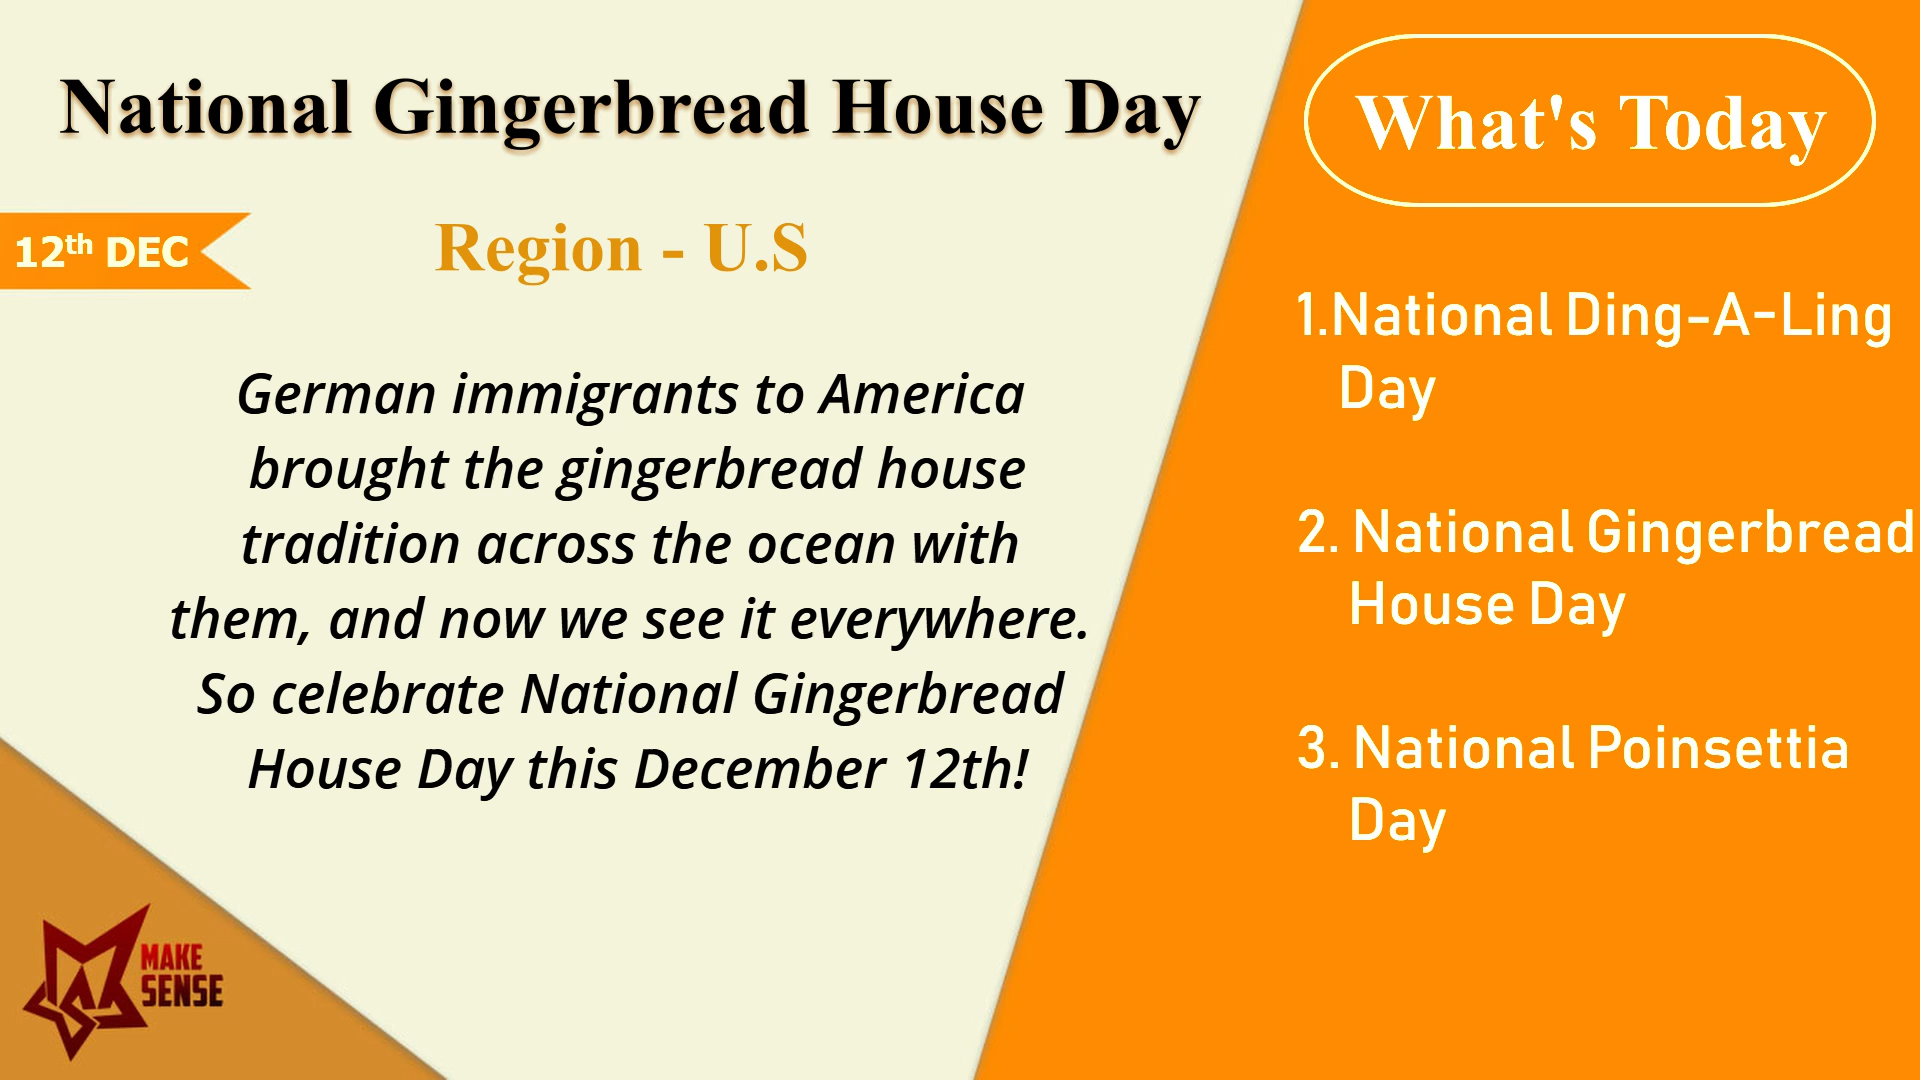 National Gingerbread House Day
12th DEC
Region - U.S
German immigrants to America
brought the gingerbread house
tradition across the ocean with
them, and now we see it everywhere.
So celebrate National Gingerbread
House Day this December 12th!
MAKE
SENSE
What's Today
1.National Ding-A-Ling
Day
2. National Gingerbread
House Day
3. National Poinsettia
Day